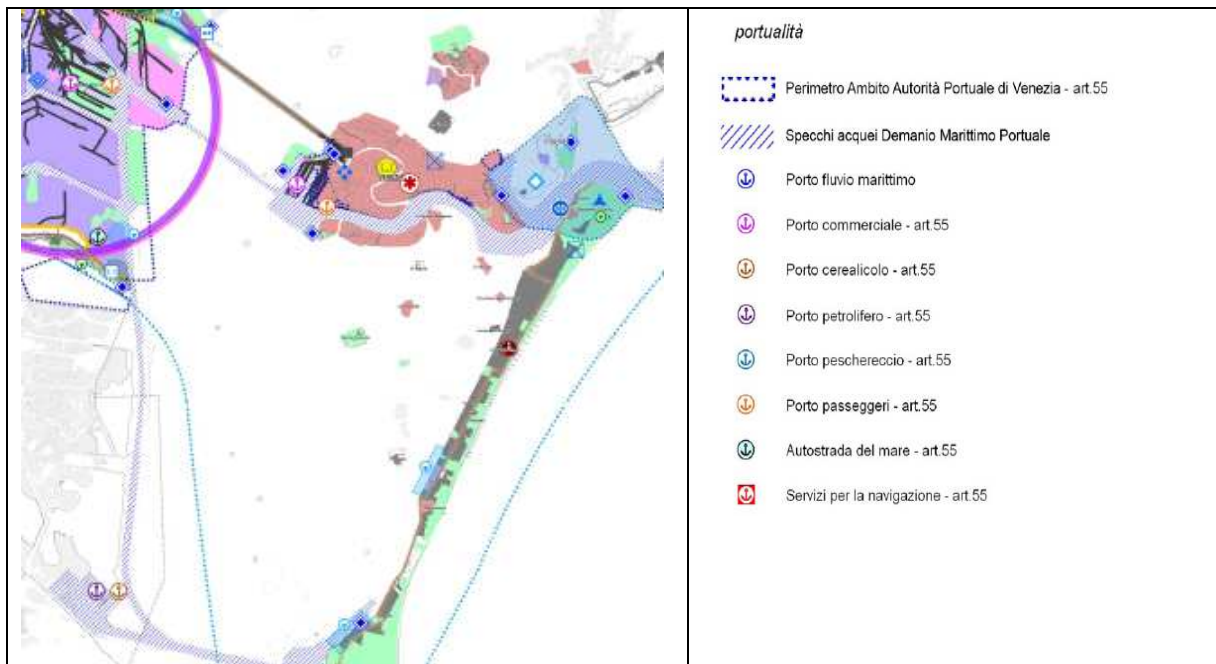 portualità
Perimetro Ambito Autorità Portuale di Venezia - art.55
Specchi acquei Demanio Marittimo Portuale
Porto fluvio marittimo
Porto commerciale - art.55
Porto cerealicolo - art.55
Porto petrolifero - art.55
Porto peschereccio - art.55
Porto passeggeri - art.55
Autostrada del mare - art.55
Servizi per la navigazione - art.55